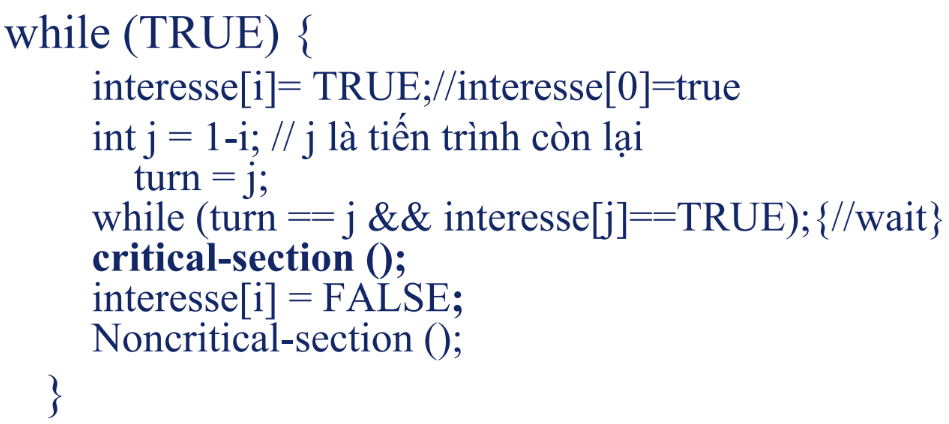 while (TRUE) {
interesse[i]= TRUE;//interesse[0]=true
int j = 1-i; // j là tiến trình còn lại
turn = j;
while (turn == j && interesse[j]==TRUE);{//wait}
critical-section ();
interesse[i] = FALSE;
Noncritical-section ();
}